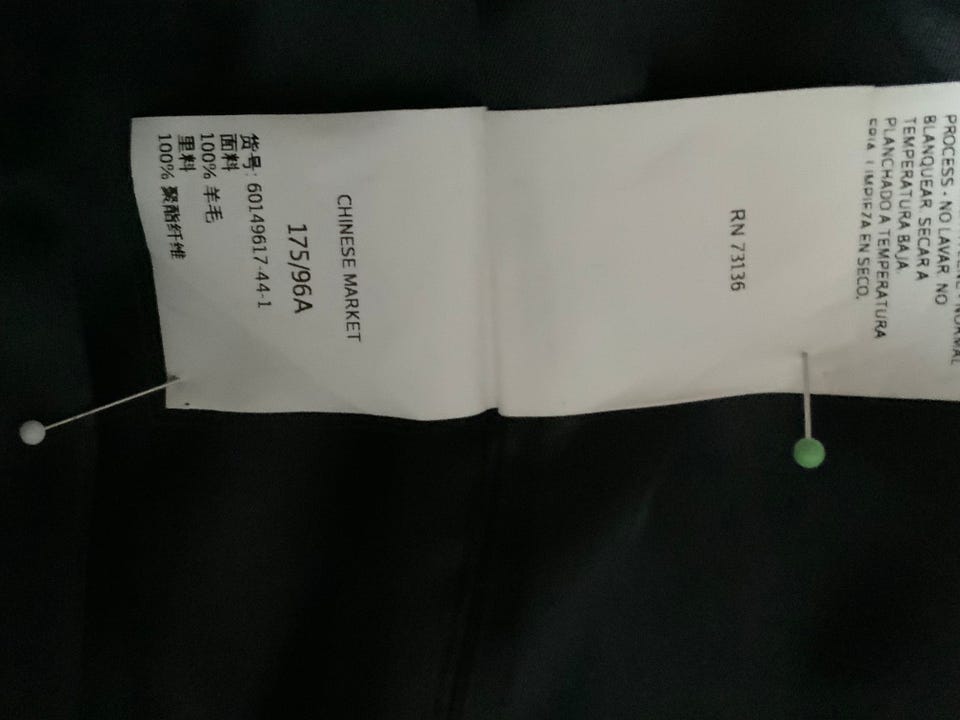 PROCESS - NO LAVAR. NO
BLANQUEAR. SECAR A
TEMPERATURA BAJA.
PLANCHADO A TEMPERATURA
FRIA. LIMPIEZA EN SECO.
RN 73136
CHINESE MARKET
175/96A
货号: 60149617-44-1
面料
100% 羊毛
里料
100% 聚酯纤维